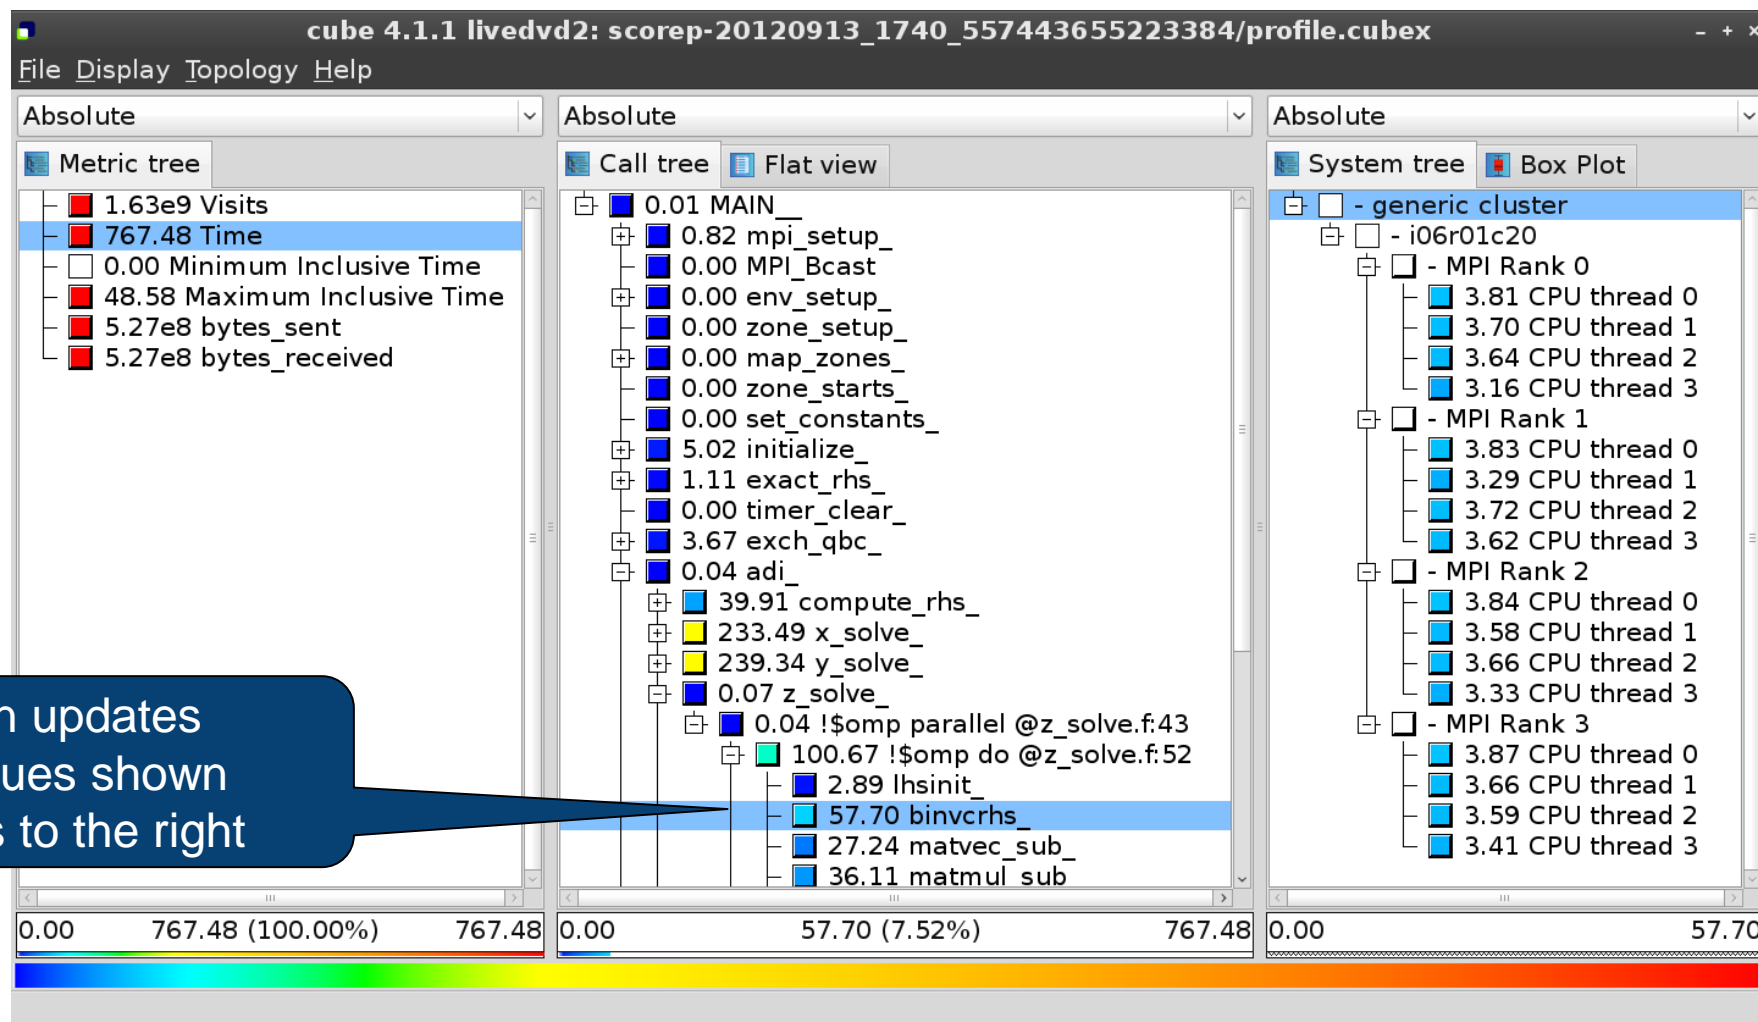 cube 4.1.1 livedvd2: scorep-20120913_1740_557443655223384/profile.cubex
File Display Topology Help
Absolute
Metric tree
1.63e9 Visits
767.48 Time
0.00 Minimum Inclusive Time
48.58 Maximum Inclusive Time
5.27e8 bytes_sent
5.27e8 bytes_received
n updates
ues shown
s to the right
0.00 767.48 (100.00%) 767.48
Absolute
Call tree Flat view
0.01 MAIN__
0.82 mpi_setup_
0.00 MPI_Bcast
0.00 env_setup_
0.00 zone_setup_
0.00 map_zones_
0.00 zone_starts_
0.00 set_constants_
5.02 initialize_
1.11 exact_rhs_
0.00 timer_clear_
3.67 exch_qbc_
0.04 adi_
39.91 compute_rhs_
233.49 x_solve_
239.34 y_solve_
0.07 z_solve_
0.04 !$omp parallel @z_solve.f:43
100.67 !$omp do @z_solve.f:52
2.89 lhsinit_
57.70 binvcrhs_
27.24 matvec_sub_
36.11 matmul_sub
0.00 57.70 (7.52%) 767.48
Absolute
System tree Box Plot
- generic cluster
- i06r01c20
- MPI Rank 0
3.81 CPU thread 0
3.70 CPU thread 1
3.64 CPU thread 2
3.16 CPU thread 3
- MPI Rank 1
3.83 CPU thread 0
3.29 CPU thread 1
3.72 CPU thread 2
3.62 CPU thread 3
- MPI Rank 2
3.84 CPU thread 0
3.58 CPU thread 1
3.66 CPU thread 2
3.33 CPU thread 3
- MPI Rank 3
3.87 CPU thread 0
3.66 CPU thread 1
3.59 CPU thread 2
3.41 CPU thread 3
0.00 57.70